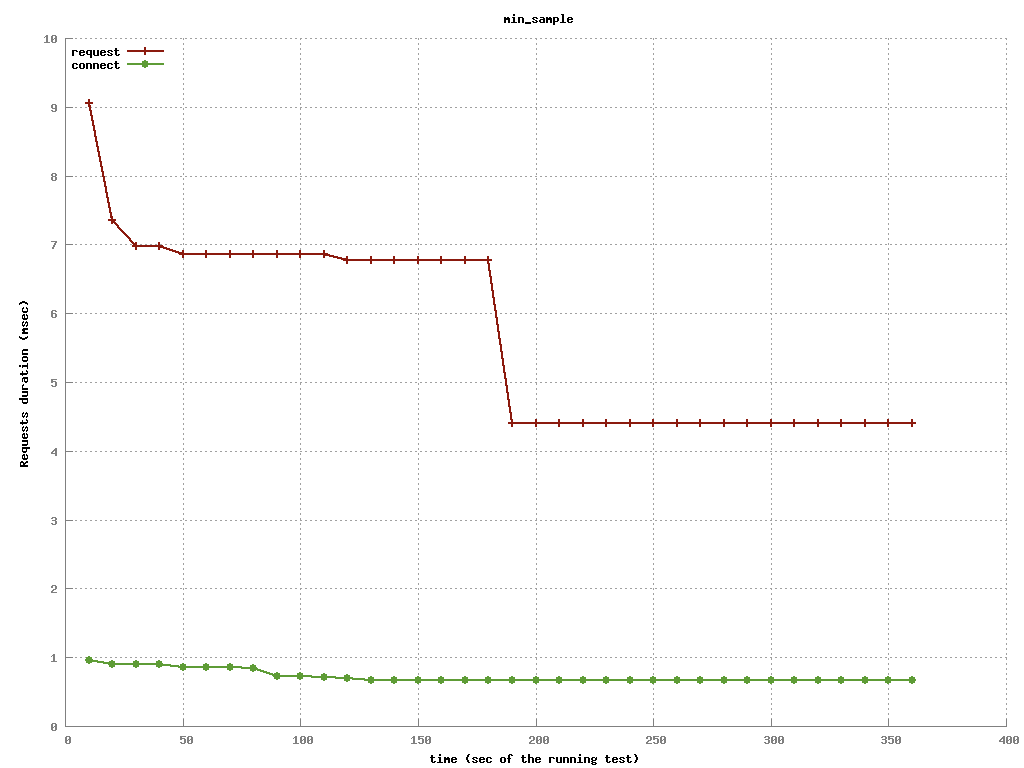 min_sample
request
connect
10
9
8
7
6
5
4
3
2
1
0
Requests duration (msec)
0 50 100 150 200 250 300 350 400
time (sec of the running test)